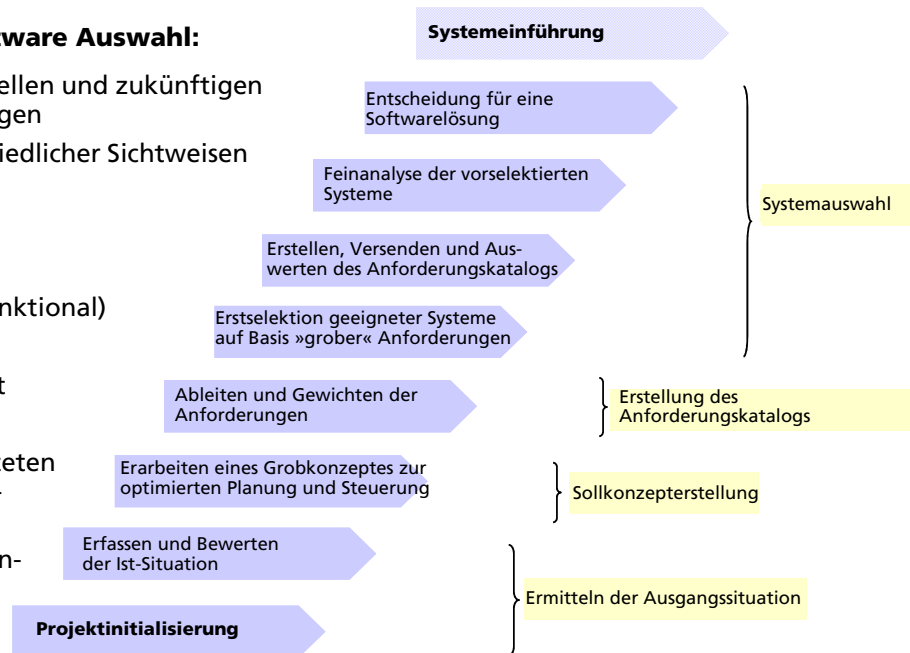 tware Auswahl:
ellen und zukünftigen
gen
iedlicher Sichtweisen
nktional)
t
teten
n-
Systemeinführung
Entscheidung für eine
Softwarelösung
Feinanalyse der vorselektierten
Systeme
Erstellen, Versenden und Aus-
werten des Anforderungskatalogs
Erstselektion geeigneter Systeme
auf Basis »grober« Anforderungen
Ableiten und Gewichten der
Anforderungen
Erarbeiten eines Grobkonzeptes zur
optimierten Planung und Steuerung
Erfassen und Bewerten
der Ist-Situation
Projektinitialisierung
Systemauswahl
Erstellung des
Anforderungskatalogs
Sollkonzepterstellung
Ermitteln der Ausgangssituation